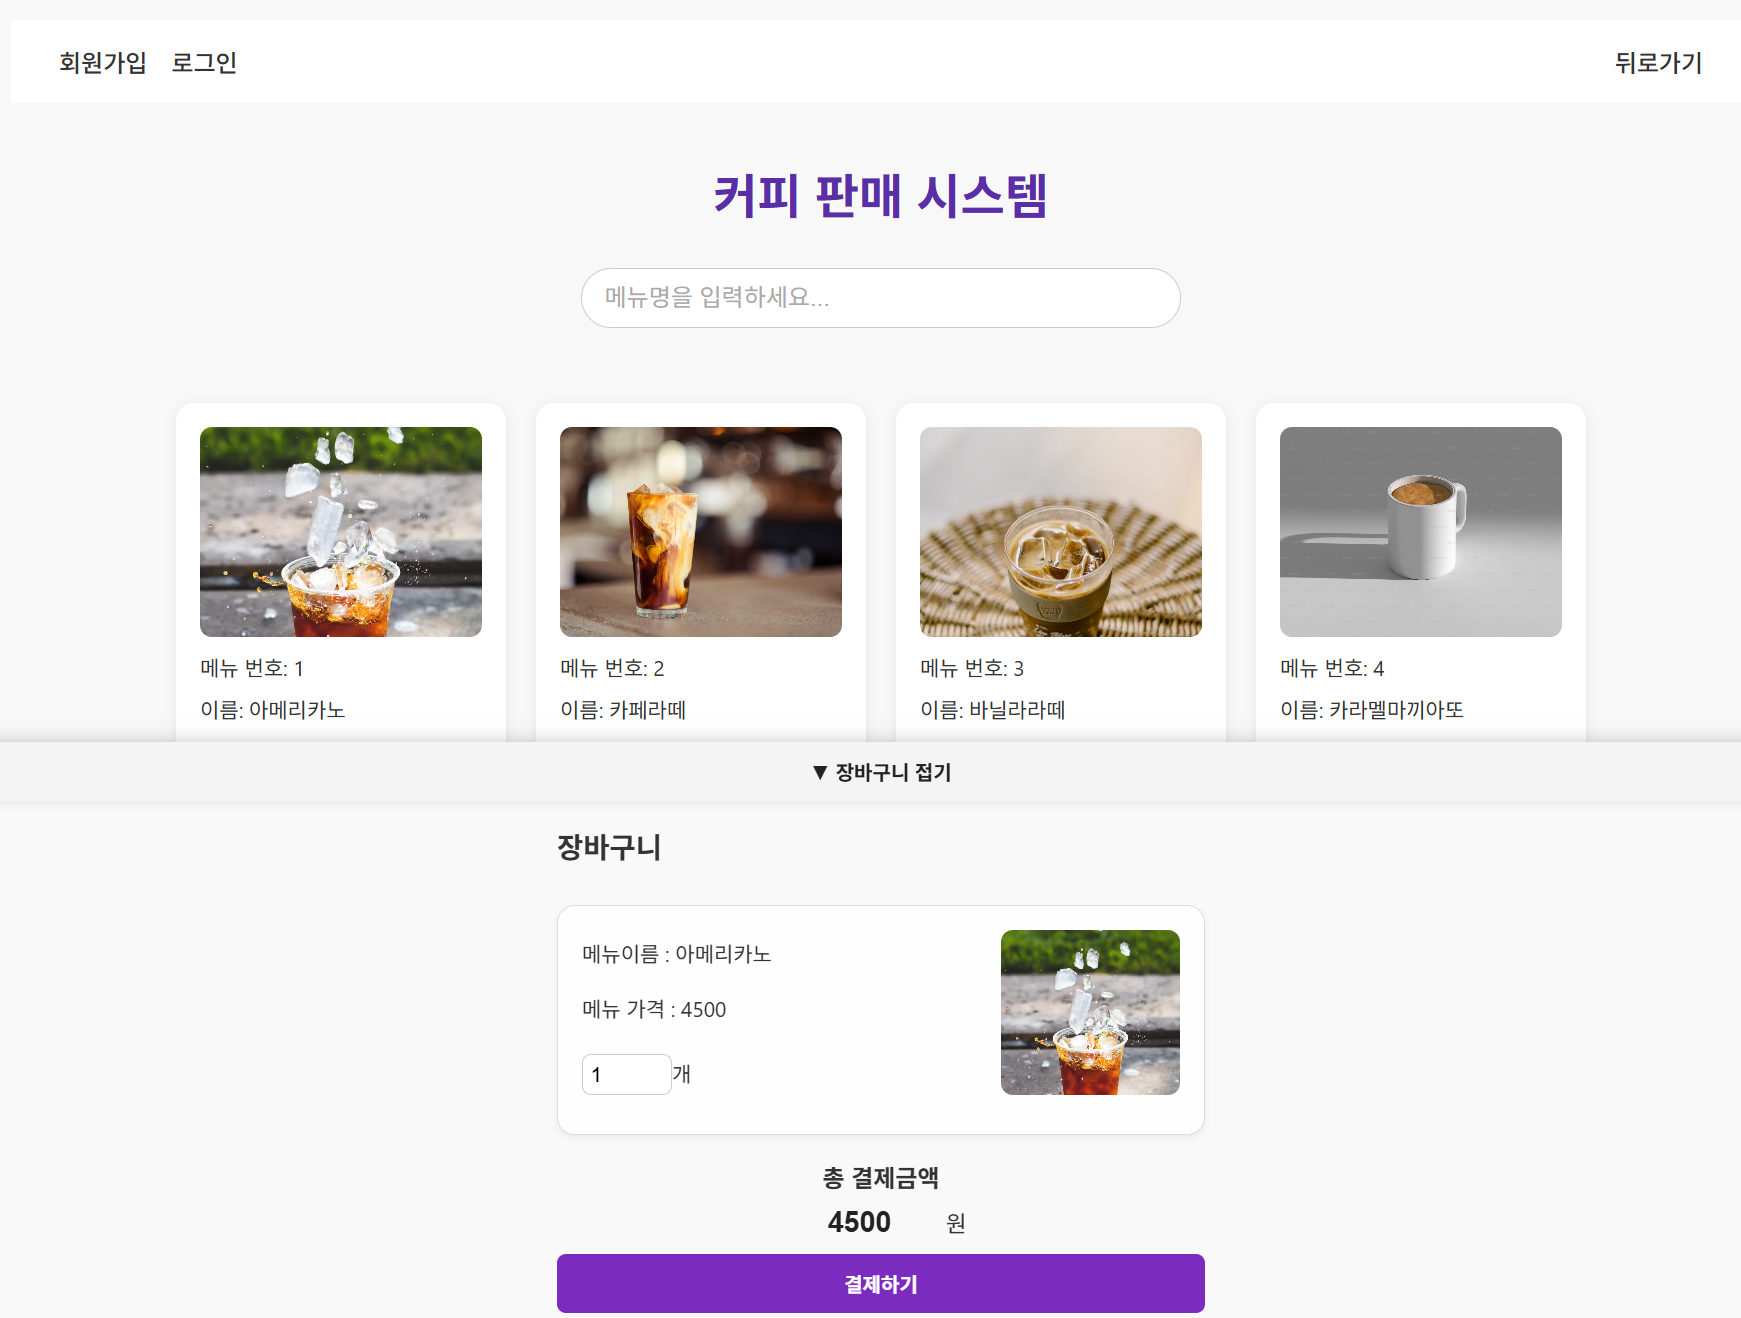 회원가입 로그인 뒤로가기
커피 판매 시스템
메뉴명을 입력하세요...
메뉴 번호: 1
이름: 아메리카노
메뉴 번호: 2
이름: 카페라떼
메뉴 번호: 3
이름: 바닐라라떼
메뉴 번호: 4
이름: 카라멜마끼아또
▼ 장바구니 접기
장바구니
메뉴이름 : 아메리카노
메뉴 가격 : 4500
1개
총 결제금액
4500 원
결제하기